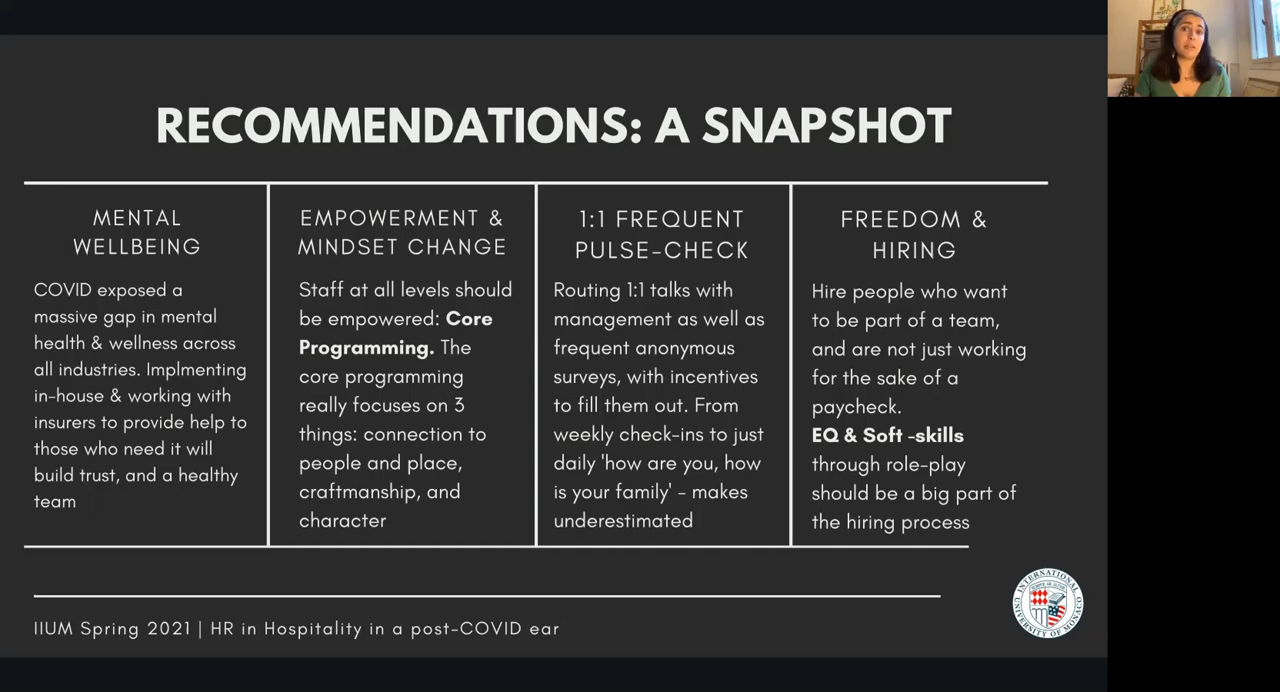 RECOMMENDATIONS: A SNAPSHOT
MENTAL
WELLBEING
COVID exposed a
massive gap in mental
health & wellness across
all industries. Implmenting
in-house & working with
insurers to provide help to
those who need it will
build trust, and a healthy
team
EMPOWERMENT &
MINDSET CHANGE
Staff at all levels should
be empowered: Core
Programming. The
core programming
really focuses on 3
things: connection to
people and place,
craftmanship, and
character
1:1 FREQUENT
PULSE-CHECK
Routing 1:1 talks with
management as well as
frequent anonymous
surveys, with incentives
to fill them out. From
weekly check-ins to just
daily 'how are you, how
is your family' - makes
underestimated
FREEDOM &
HIRING
Hire people who want
to be part of a team,
and are not just working
for the sake of a
paycheck.
EQ & Soft -skills
through role-play
should be a big part of
the hiring process
IIUM Spring 2021 | HR in Hospitality in a post-COVID ear
INTERNATIONAL
UNIVERSITY OF MONACO